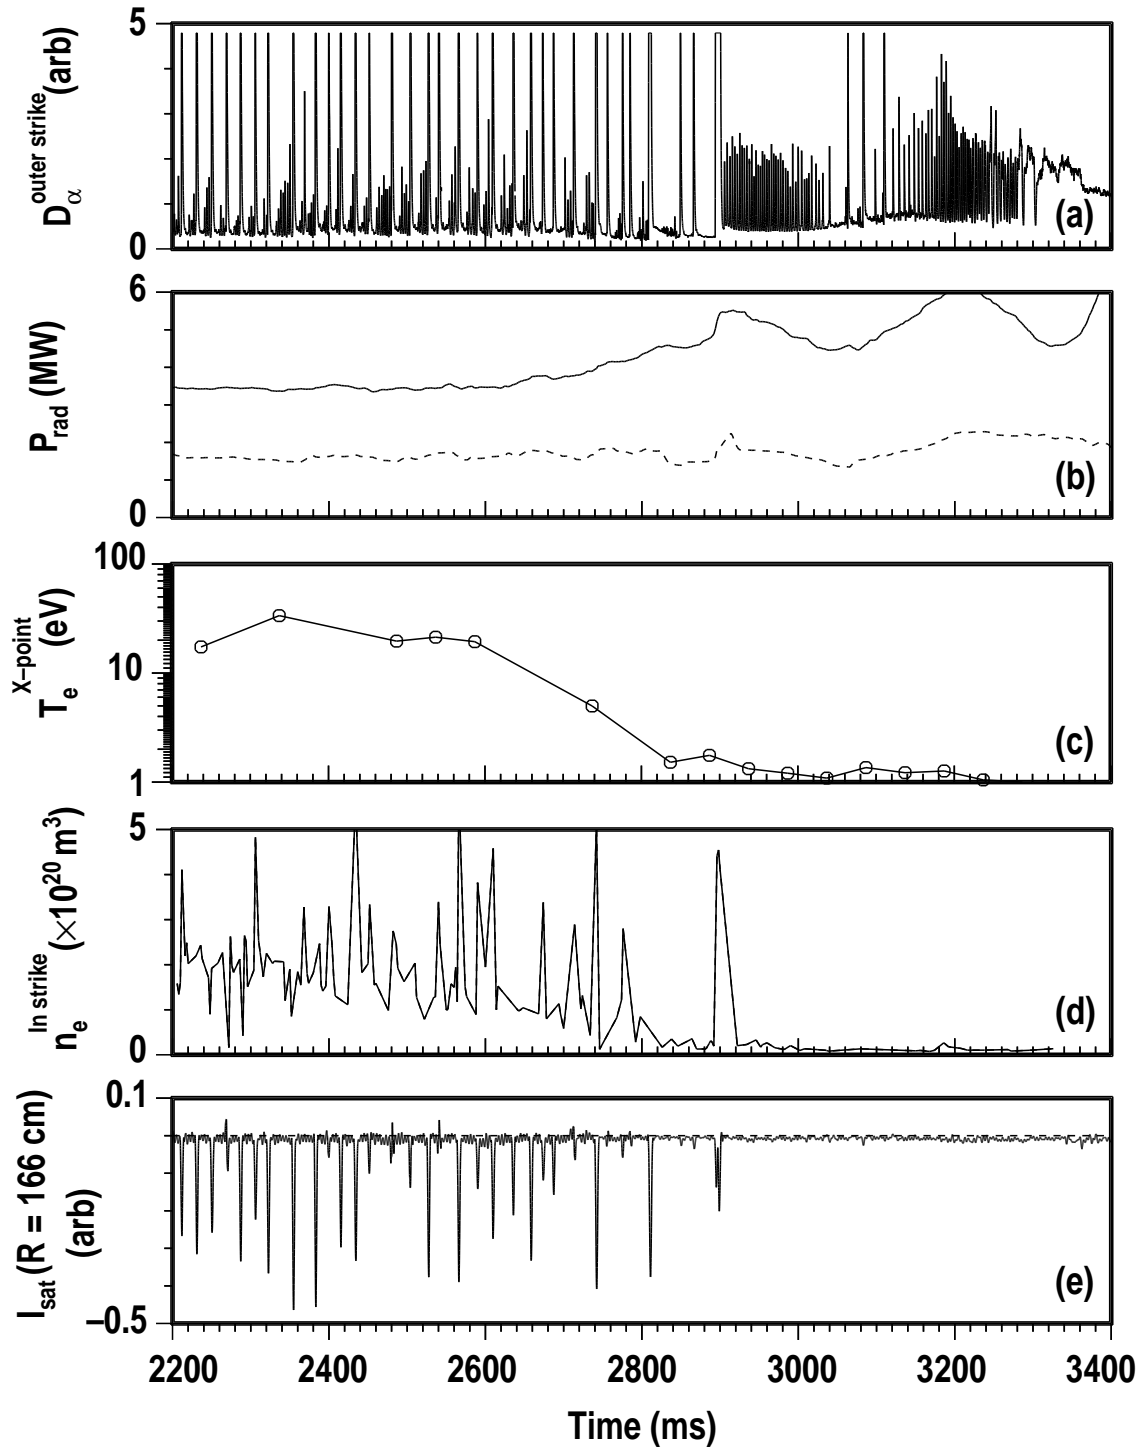 5
D_α^outer strike (arb)
0
(a)
6
P_rad (MW)
0
(b)
100
T_e^X–point (eV)
10
1
(c)
5
n_e^In strike (×10^20 m^3)
0
(d)
0.1
I_sat (R = 166 cm)
(arb)
–0.5
(e)
2200 2400 2600 2800 3000 3200 3400
Time (ms)